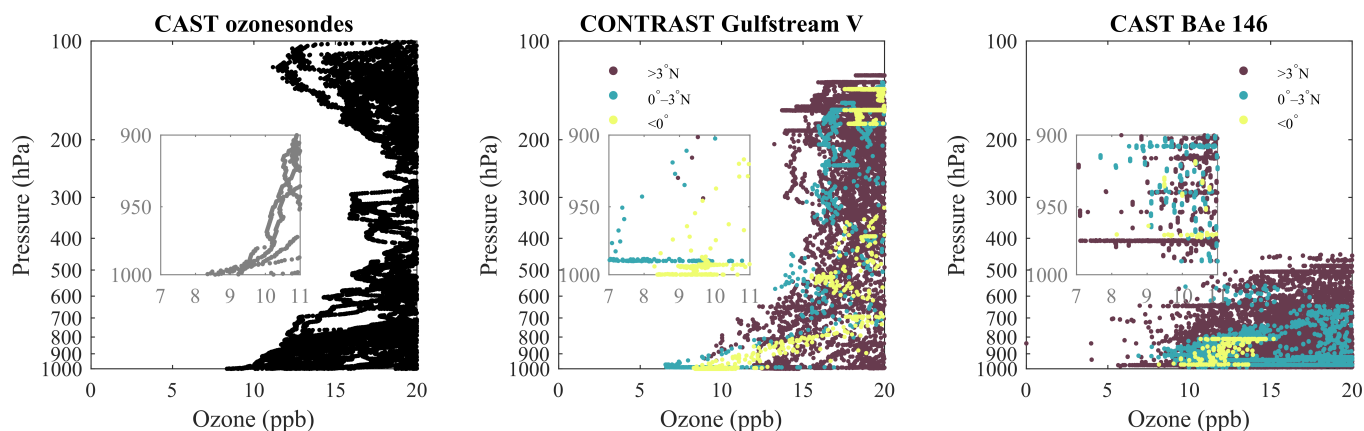 CAST ozonesondes
100
200
300
400
500
600
700
800
900
1000
Pressure (hPa)
900
950
1000
7 8 9 10 11
0 5 10 15 20
Ozone (ppb)
CONTRAST Gulfstream V
100
200
300
400
500
600
700
800
900
1000
Pressure (hPa)
>3°N
0°–3°N
<0°
900
950
1000
7 8 9 10 11
0 5 10 15 20
Ozone (ppb)
CAST BAe 146
100
200
300
400
500
600
700
800
900
1000
Pressure (hPa)
>3°N
0°–3°N
<0°
900
950
1000
7 8 9 10 11
0 5 10 15 20
Ozone (ppb)